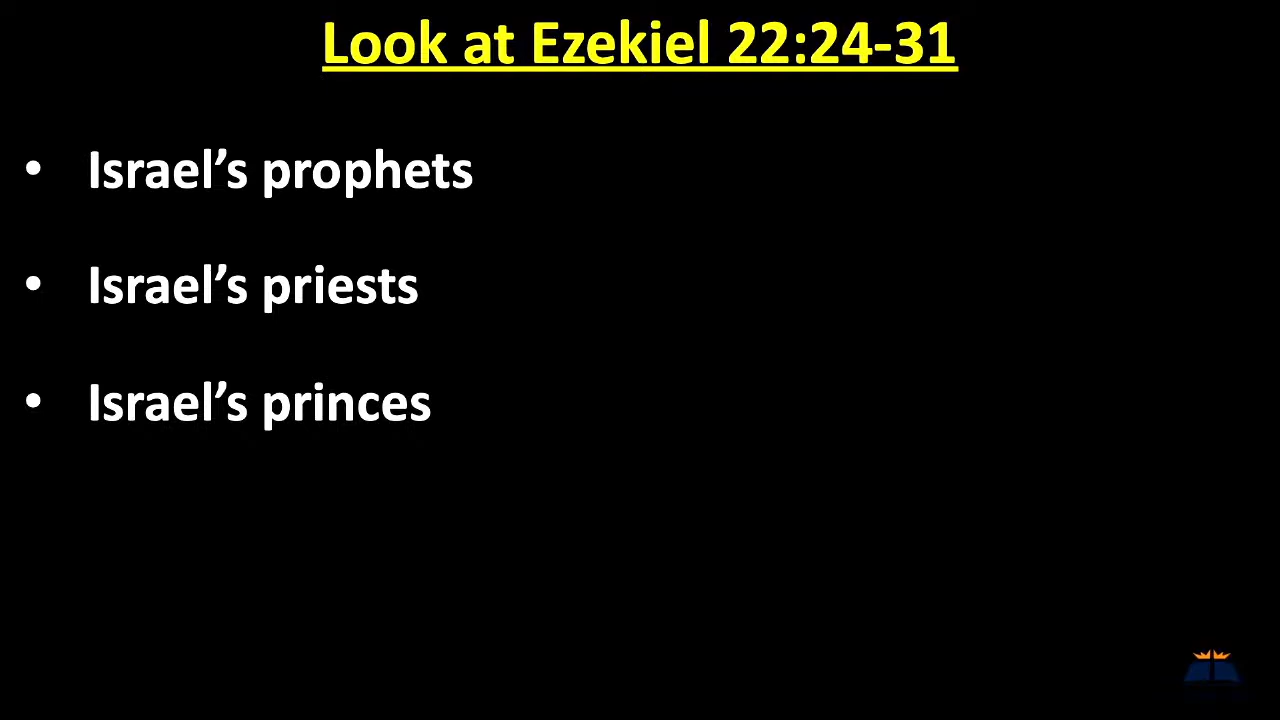 Look at Ezekiel 22:24-31
• Israel’s prophets
• Israel’s priests
• Israel’s princes